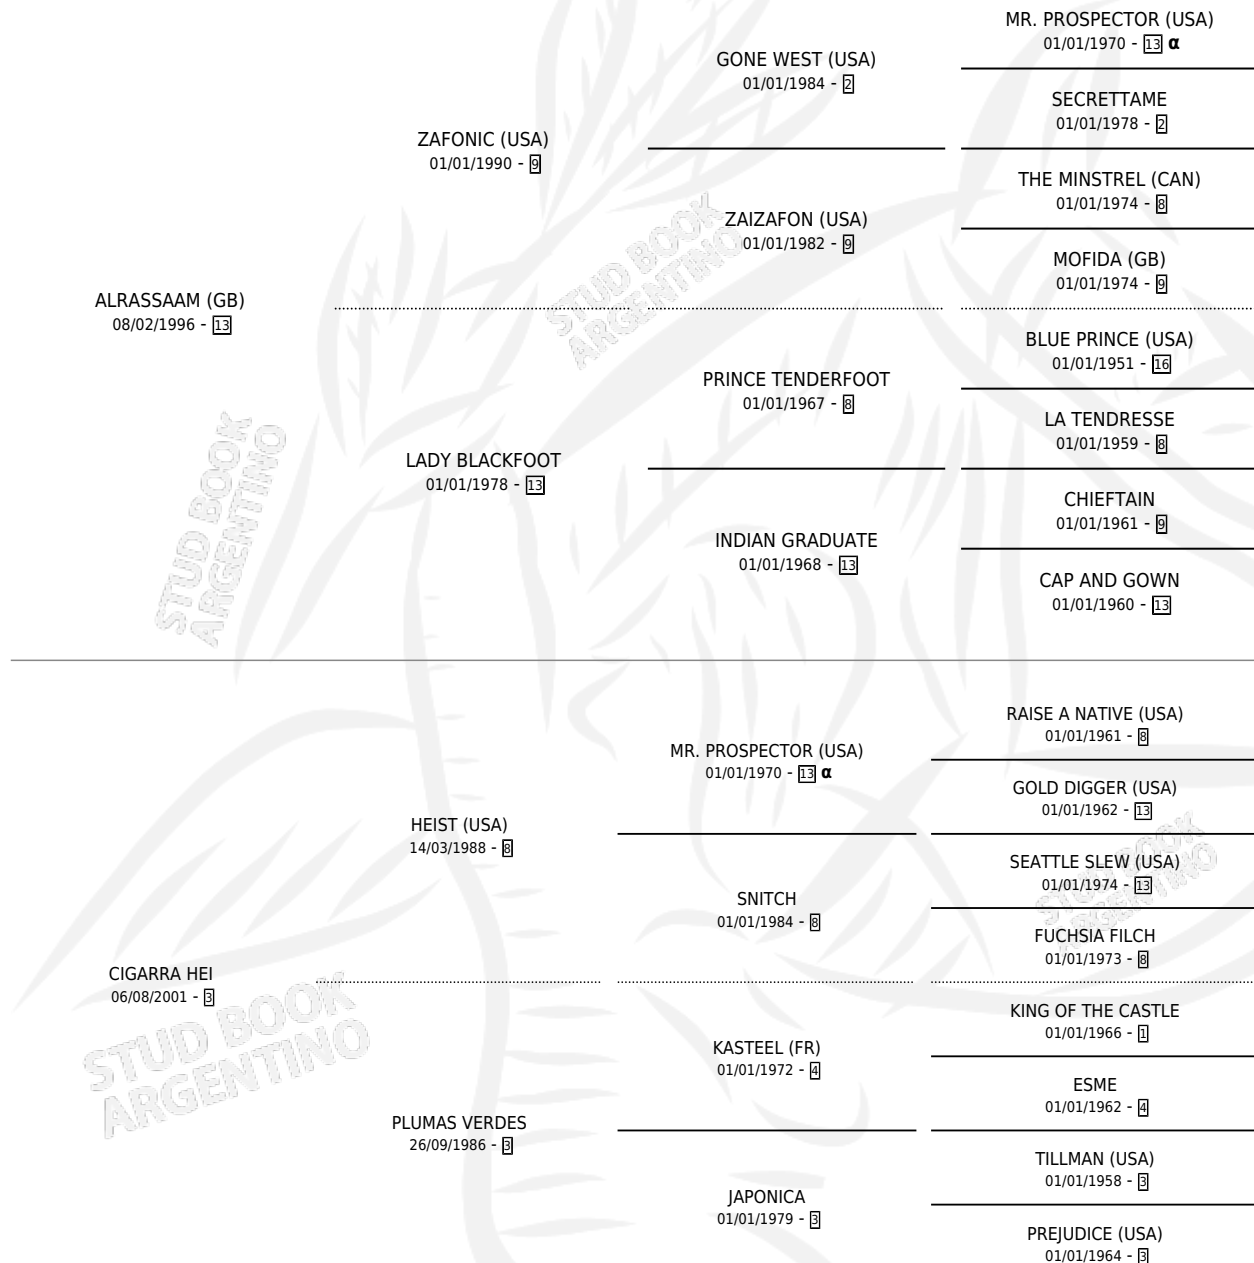 MR. PROSPECTOR (USA)
01/01/1970 - 13 α
GONE WEST (USA)
01/01/1984 - 2
SECRETTAME
01/01/1978 - 2
ZAFONIC (USA)
01/01/1990 - 9
THE MINSTREL (CAN)
01/01/1974 - 8
ZAIZAFON (USA)
01/01/1982 - 9
MOFIDA (GB)
01/01/1974 - 9
ALRASSAAM (GB)
08/02/1996 - 13
BLUE PRINCE (USA)
01/01/1951 - 16
PRINCE TENDERFOOT
01/01/1967 - 8
LA TENDRESSE
01/01/1959 - 8
LADY BLACKFOOT
01/01/1978 - 13
CHIEFTAIN
01/01/1961 - 9
INDIAN GRADUATE
01/01/1968 - 13
CAP AND GOWN
01/01/1960 - 13
STUD BOOK
ARGENTINO
STUD BOOK
ARGENTINO
RAISE A NATIVE (USA)
01/01/1961 - 8
MR. PROSPECTOR (USA)
01/01/1970 - 13 α
GOLD DIGGER (USA)
01/01/1962 - 13
HEIST (USA)
14/03/1988 - 8
SEATTLE SLEW (USA)
01/01/1974 - 13
SNITCH
01/01/1984 - 8
FUCHSIA FILCH
01/01/1973 - 8
CIGARRA HEI
06/08/2001 - 3
KING OF THE CASTLE
01/01/1966 - 1
KASTEEL (FR)
01/01/1972 - 4
ESME
01/01/1962 - 4
PLUMAS VERDES
26/09/1986 - 3
TILLMAN (USA)
01/01/1958 - 3
JAPONICA
01/01/1979 - 3
PREJUDICE (USA)
01/01/1964 - 3
STUD BOOK
ARGENTINO
STUD BOOK
ARGENTINO